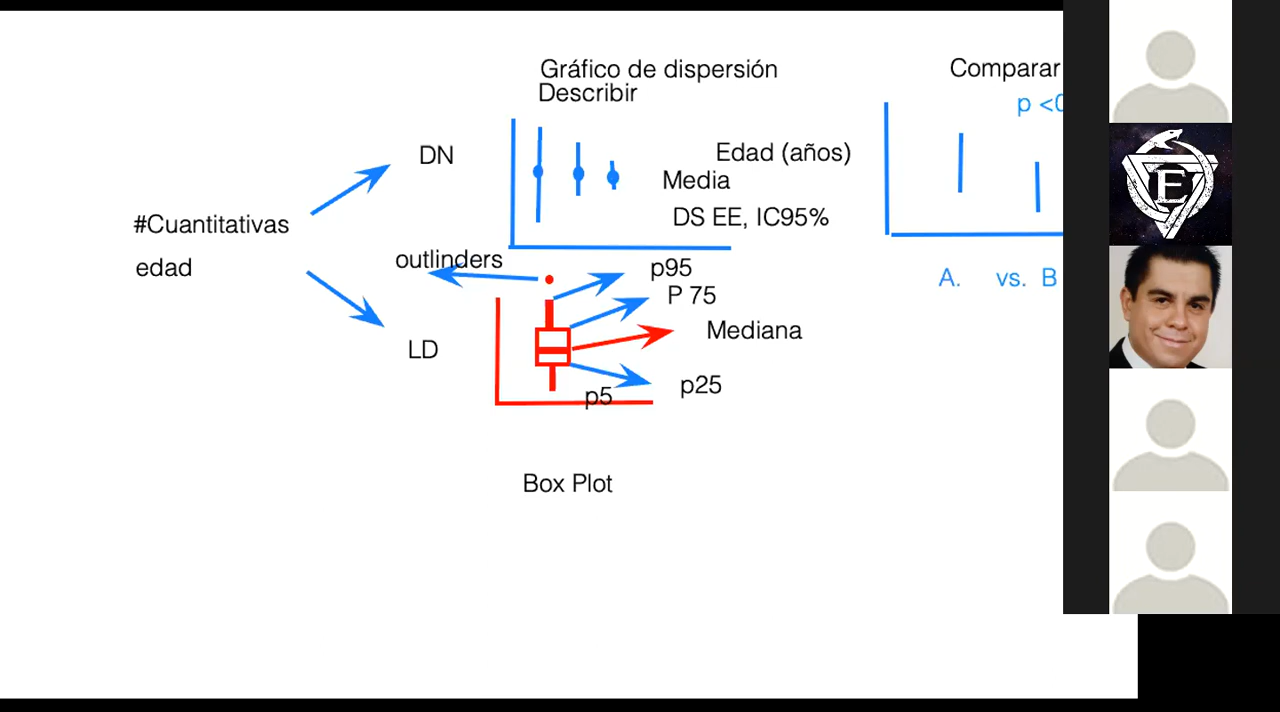 Gráfico de dispersión
Describir
Comparar
p <0
DN
Edad (años)
Media
DS EE, IC95%
#Cuantitativas
edad
outlinders
p95
P 75
Mediana
LD
p25
p5
A. vs. B
Box Plot
E